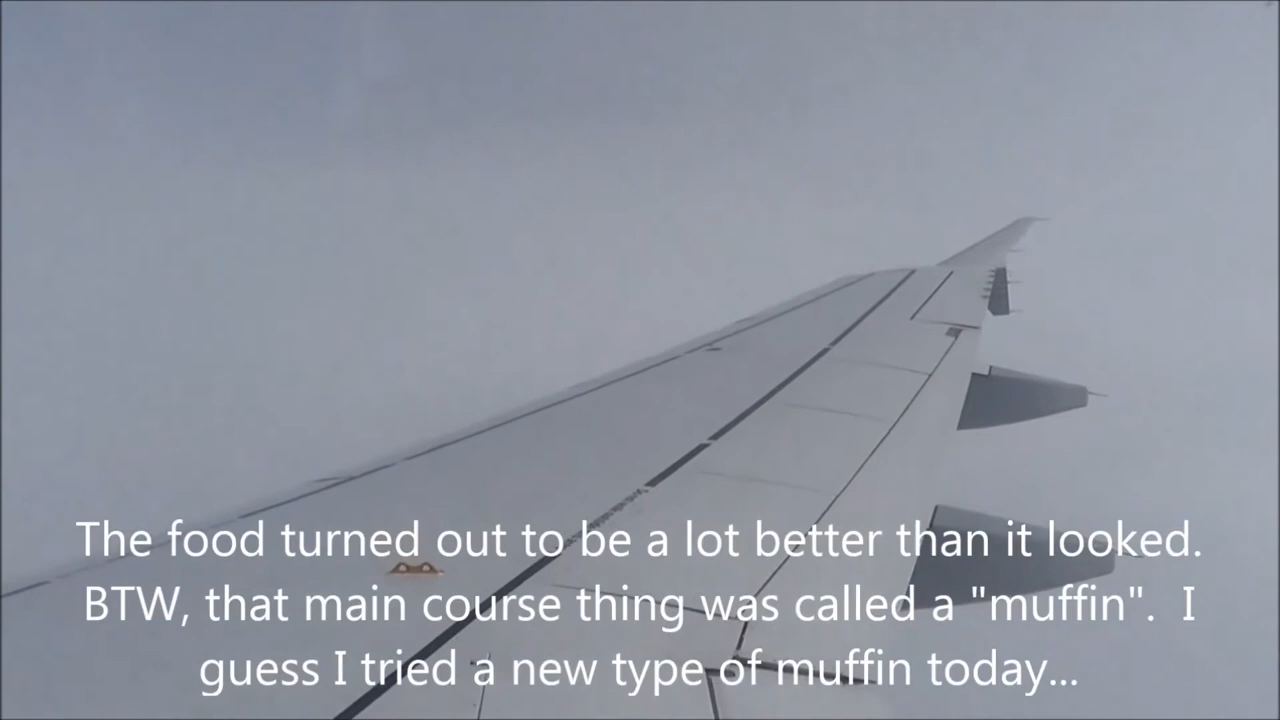 The food turned out to be a lot better than it looked.
BTW, that main course thing was called a "muffin".  I
guess I tried a new type of muffin today...